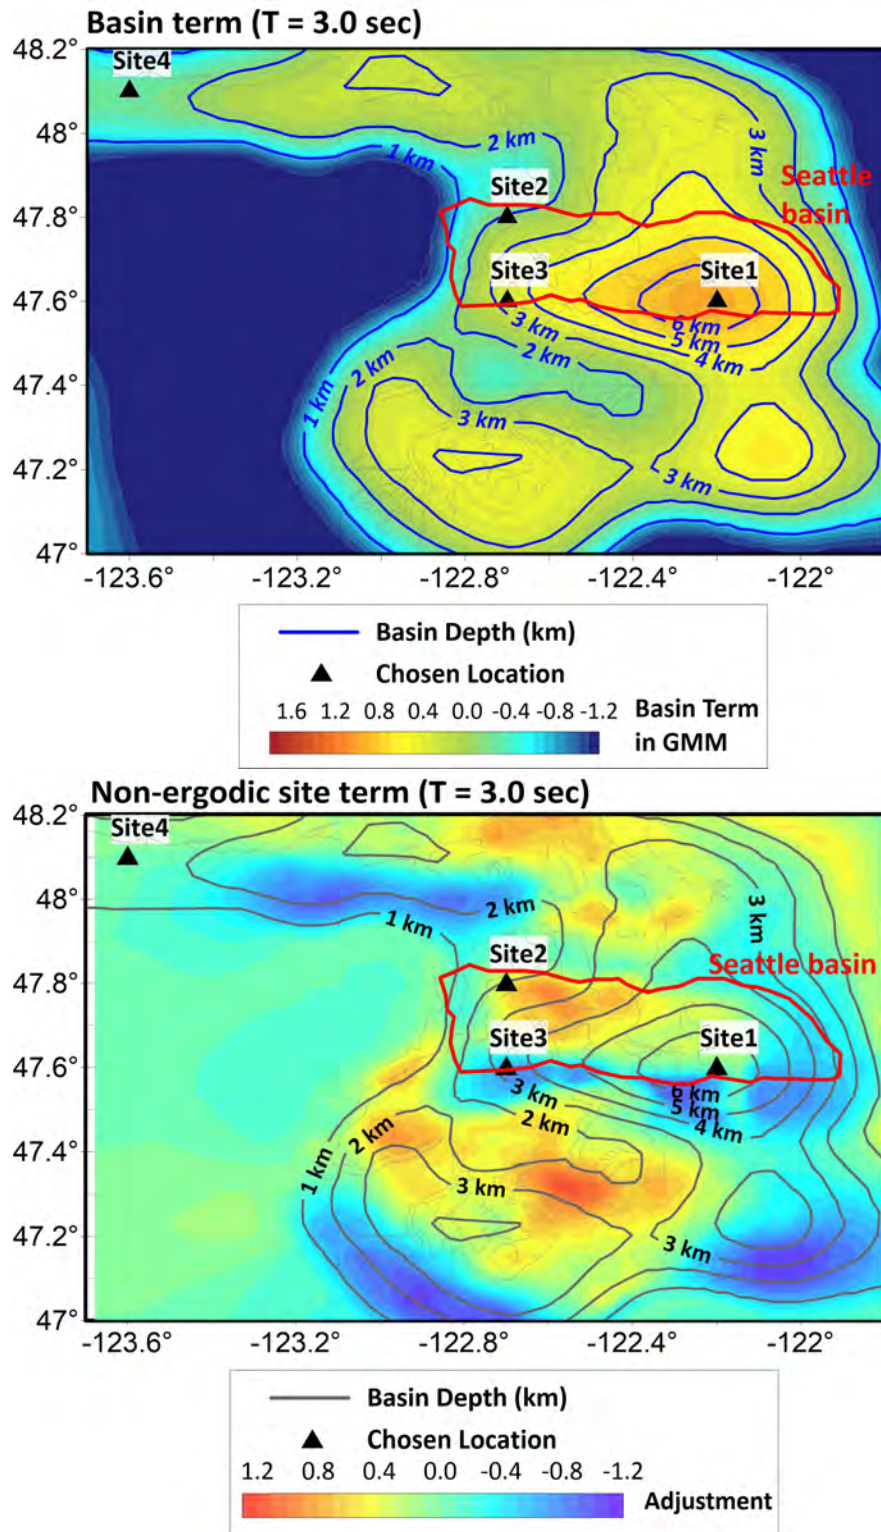 Basin term (T = 3.0 sec)
48.2°
Site4
48°
2 km
3 km
1 km
Seattle
basin
Site2
47.8°
Site3
Site1
47.6°
6 km
3 km
5 km
2 km
4 km
47.4°
2 km
1 km
3 km
47.2°
3 km
47°
-123.6° -123.2° -122.8° -122.4° -122°
Basin Depth (km)
Chosen Location
1.6 1.2 0.8 0.4 0.0 -0.4 -0.8 -1.2 Basin Term
in GMM
Non-ergodic site term (T = 3.0 sec)
48.2°
Site4
48°
2 km
3 km
1 km
Site2
Seattle basin
47.8°
Site3
Site1
47.6°
3 km
6 km
5 km
2 km
4 km
47.4°
2 km
1 km
3 km
47.2°
3 km
47°
-123.6° -123.2° -122.8° -122.4° -122°
Basin Depth (km)
Chosen Location
1.2 0.8 0.4 0.0 -0.4 -0.8 -1.2
Adjustment